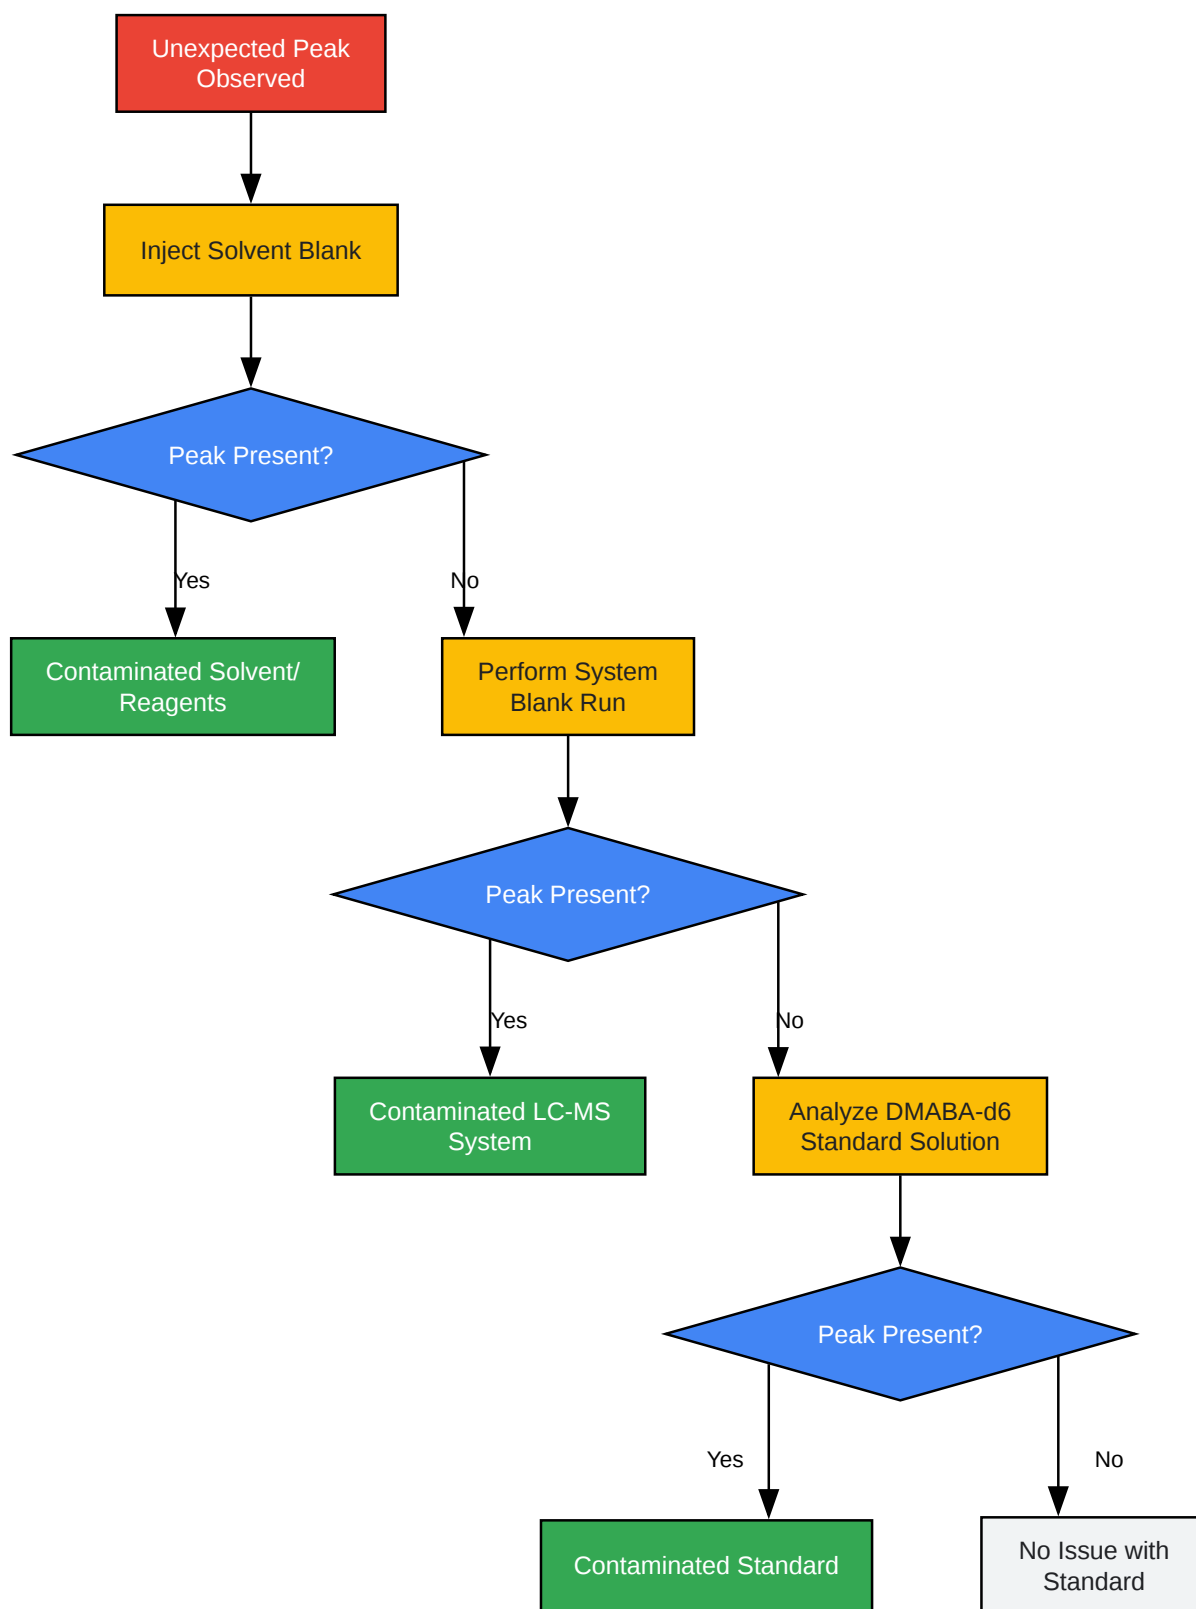 Unexpected Peak
Observed
Inject Solvent Blank
Peak Present?
Yes
No
Contaminated Solvent/
Reagents
Perform System
Blank Run
Peak Present?
Yes
No
Contaminated LC-MS
System
Analyze DMABA-d6
Standard Solution
Peak Present?
Yes
No
Contaminated Standard
No Issue with
Standard